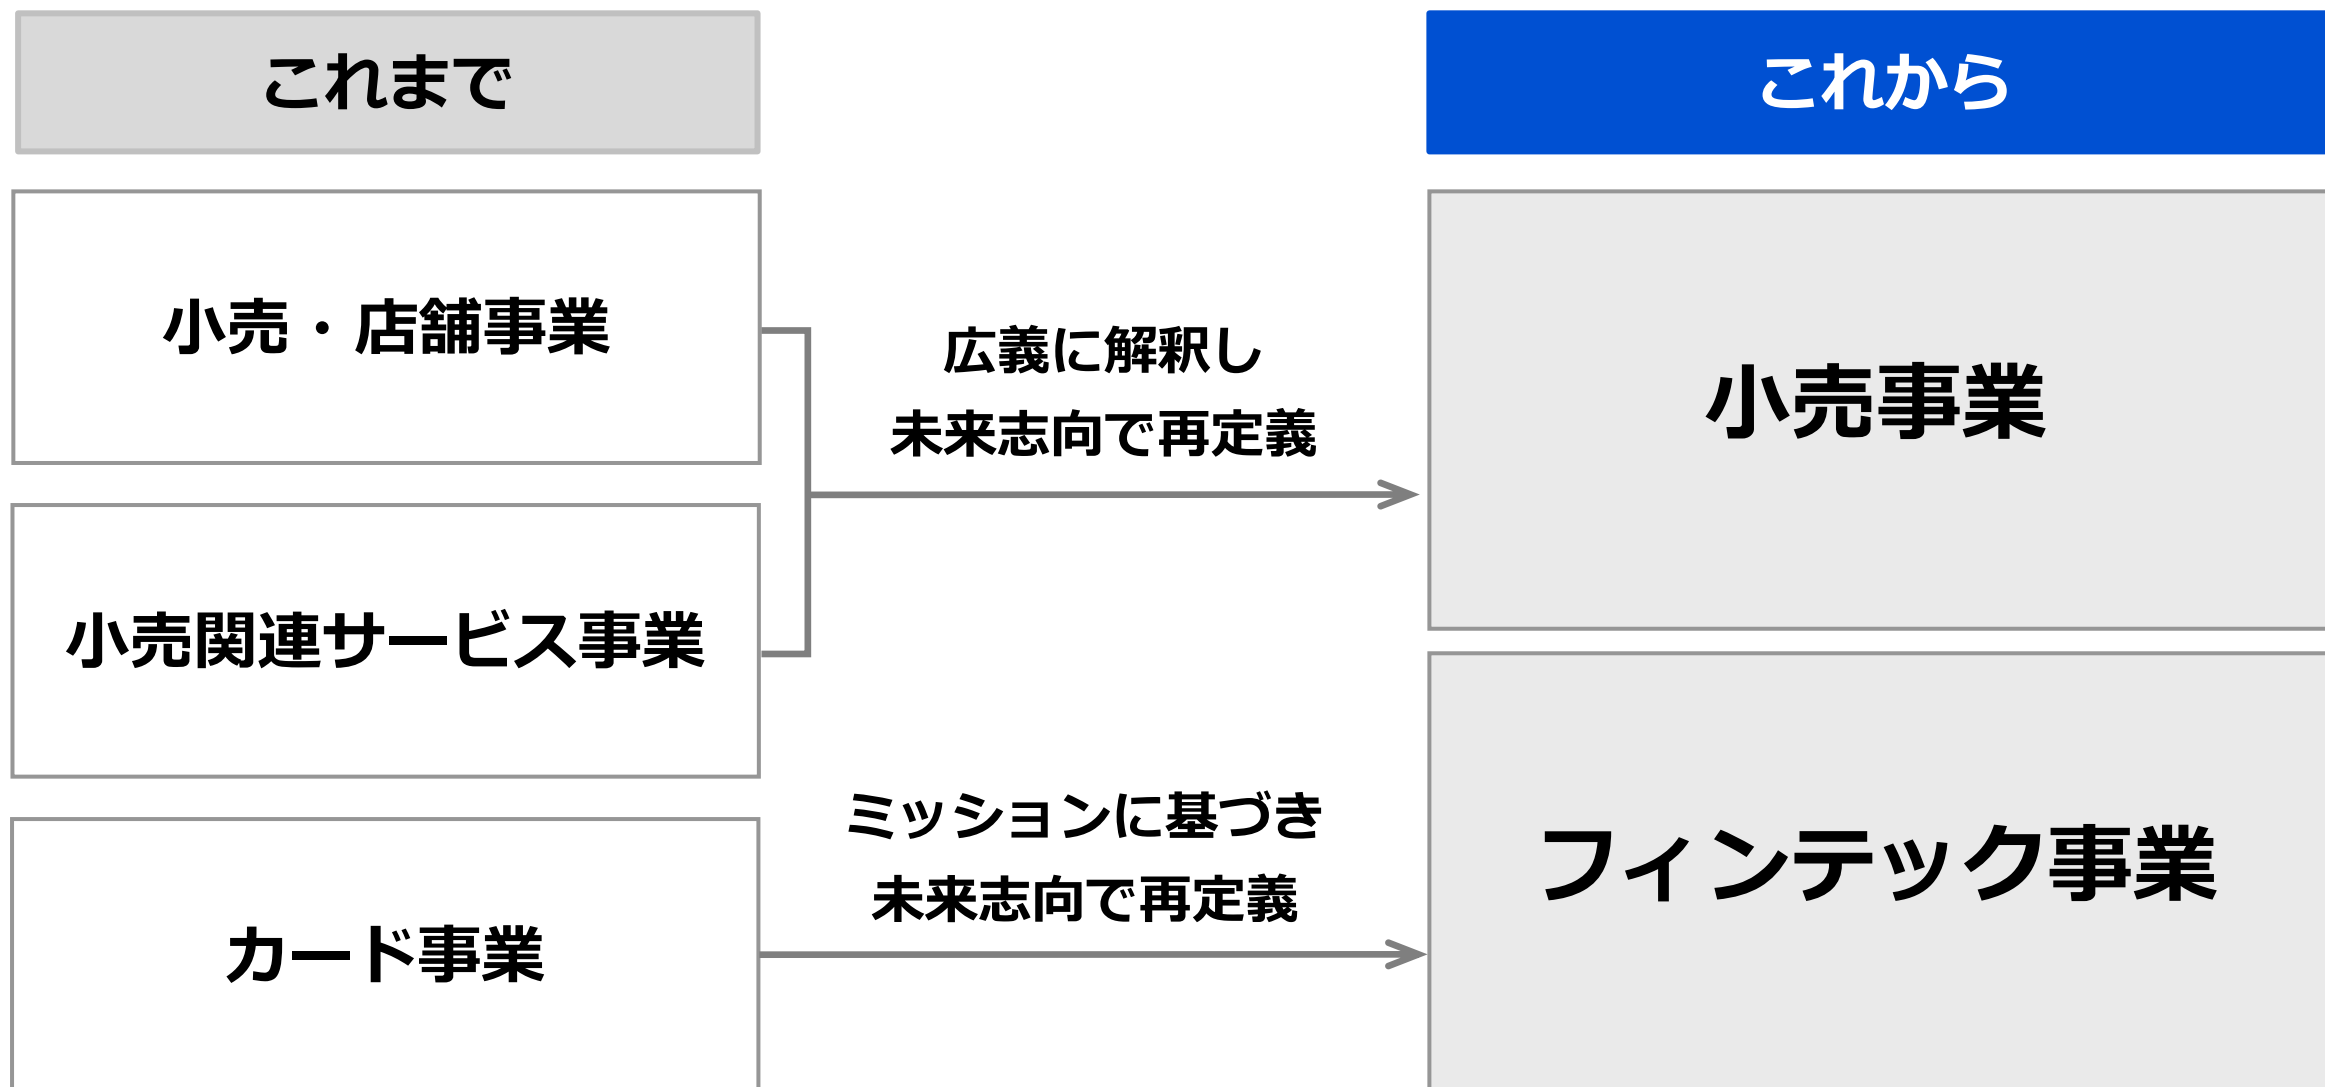 これまで
これから
小売・店舗事業
小売関連サービス事業
カード事業
広義に解釈し
未来志向で再定義
ミッションに基づき
未来志向で再定義
小売事業
フィンテック事業